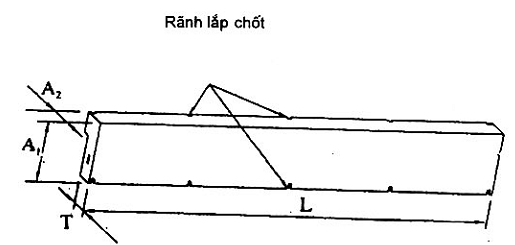 Rãnh lắp chốt
A₂
A₁
T
L